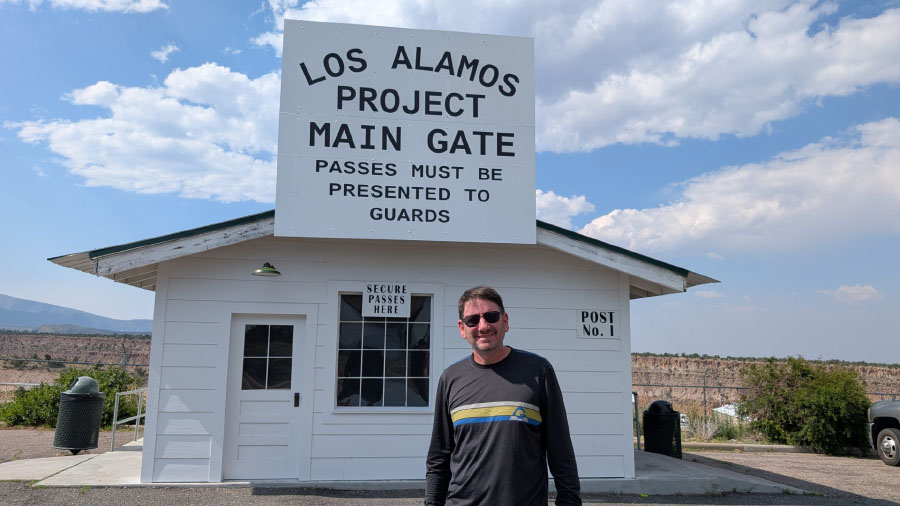 LOS ALAMOS
PROJECT
MAIN GATE
PASSES MUST BE
PRESENTED TO
GUARDS
SECURE
PASSES
HERE
POST
No. 1